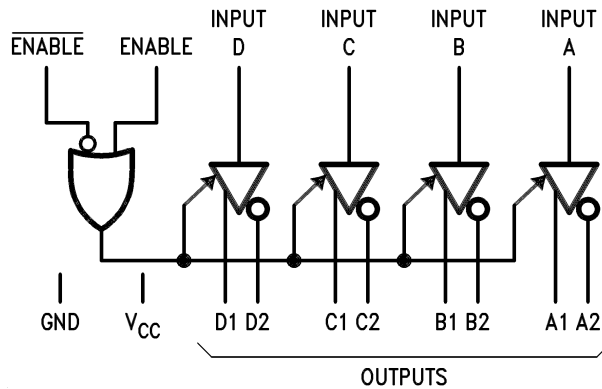 INPUT INPUT INPUT INPUT
ENABLE ENABLE D C B A
GND VCC D1 D2 C1 C2 B1 B2 A1 A2
OUTPUTS